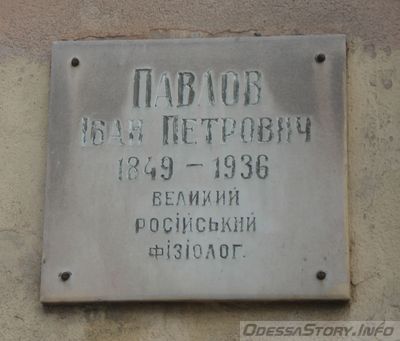 ПАВЛОВ
ІВАН ПЕТРОВИЧ
1849 – 1936
ВЕЛИКИЙ
РОСІЙСЬКИЙ
ФІЗІОЛОГ.
OdessaStory.Info